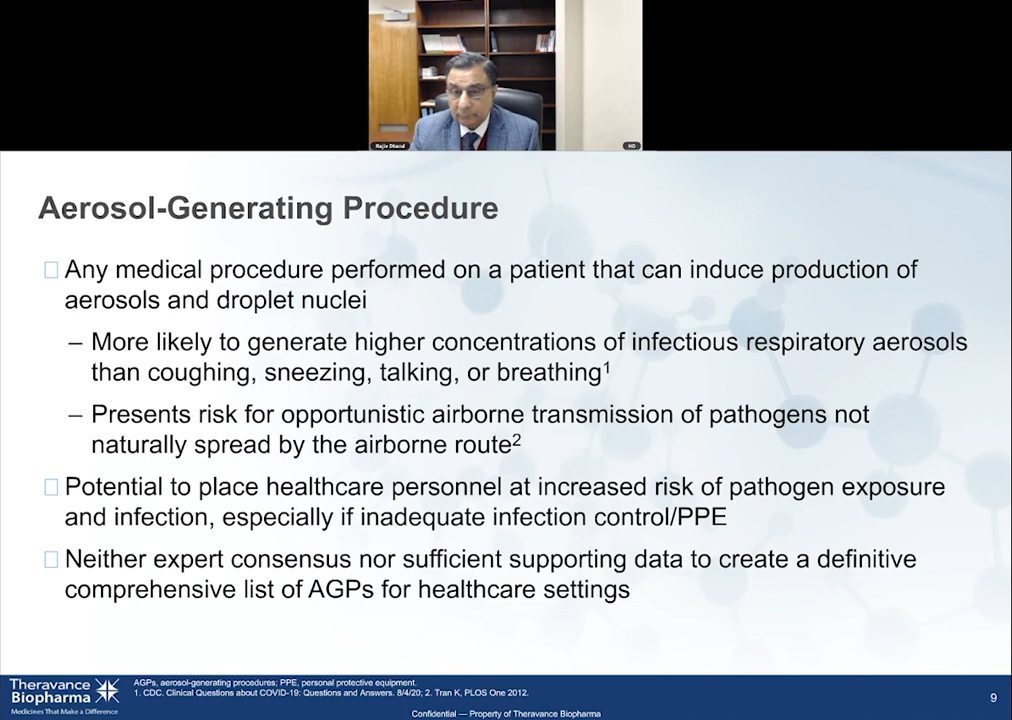 Rajiv Dhand
HD
Aerosol-Generating Procedure
Any medical procedure performed on a patient that can induce production of
aerosols and droplet nuclei
– More likely to generate higher concentrations of infectious respiratory aerosols
than coughing, sneezing, talking, or breathing1
– Presents risk for opportunistic airborne transmission of pathogens not
naturally spread by the airborne route2
Potential to place healthcare personnel at increased risk of pathogen exposure
and infection, especially if inadequate infection control/PPE
Neither expert consensus nor sufficient supporting data to create a definitive
comprehensive list of AGPs for healthcare settings
Theravance
Biopharma
Medicines That Make a Difference
AGPs, aerosol-generating procedures; PPE, personal protective equipment.
1. CDC. Clinical Questions about COVID-19: Questions and Answers. 8/4/20; 2. Tran K, PLOS One 2012.
Confidential — Property of Theravance Biopharma
9